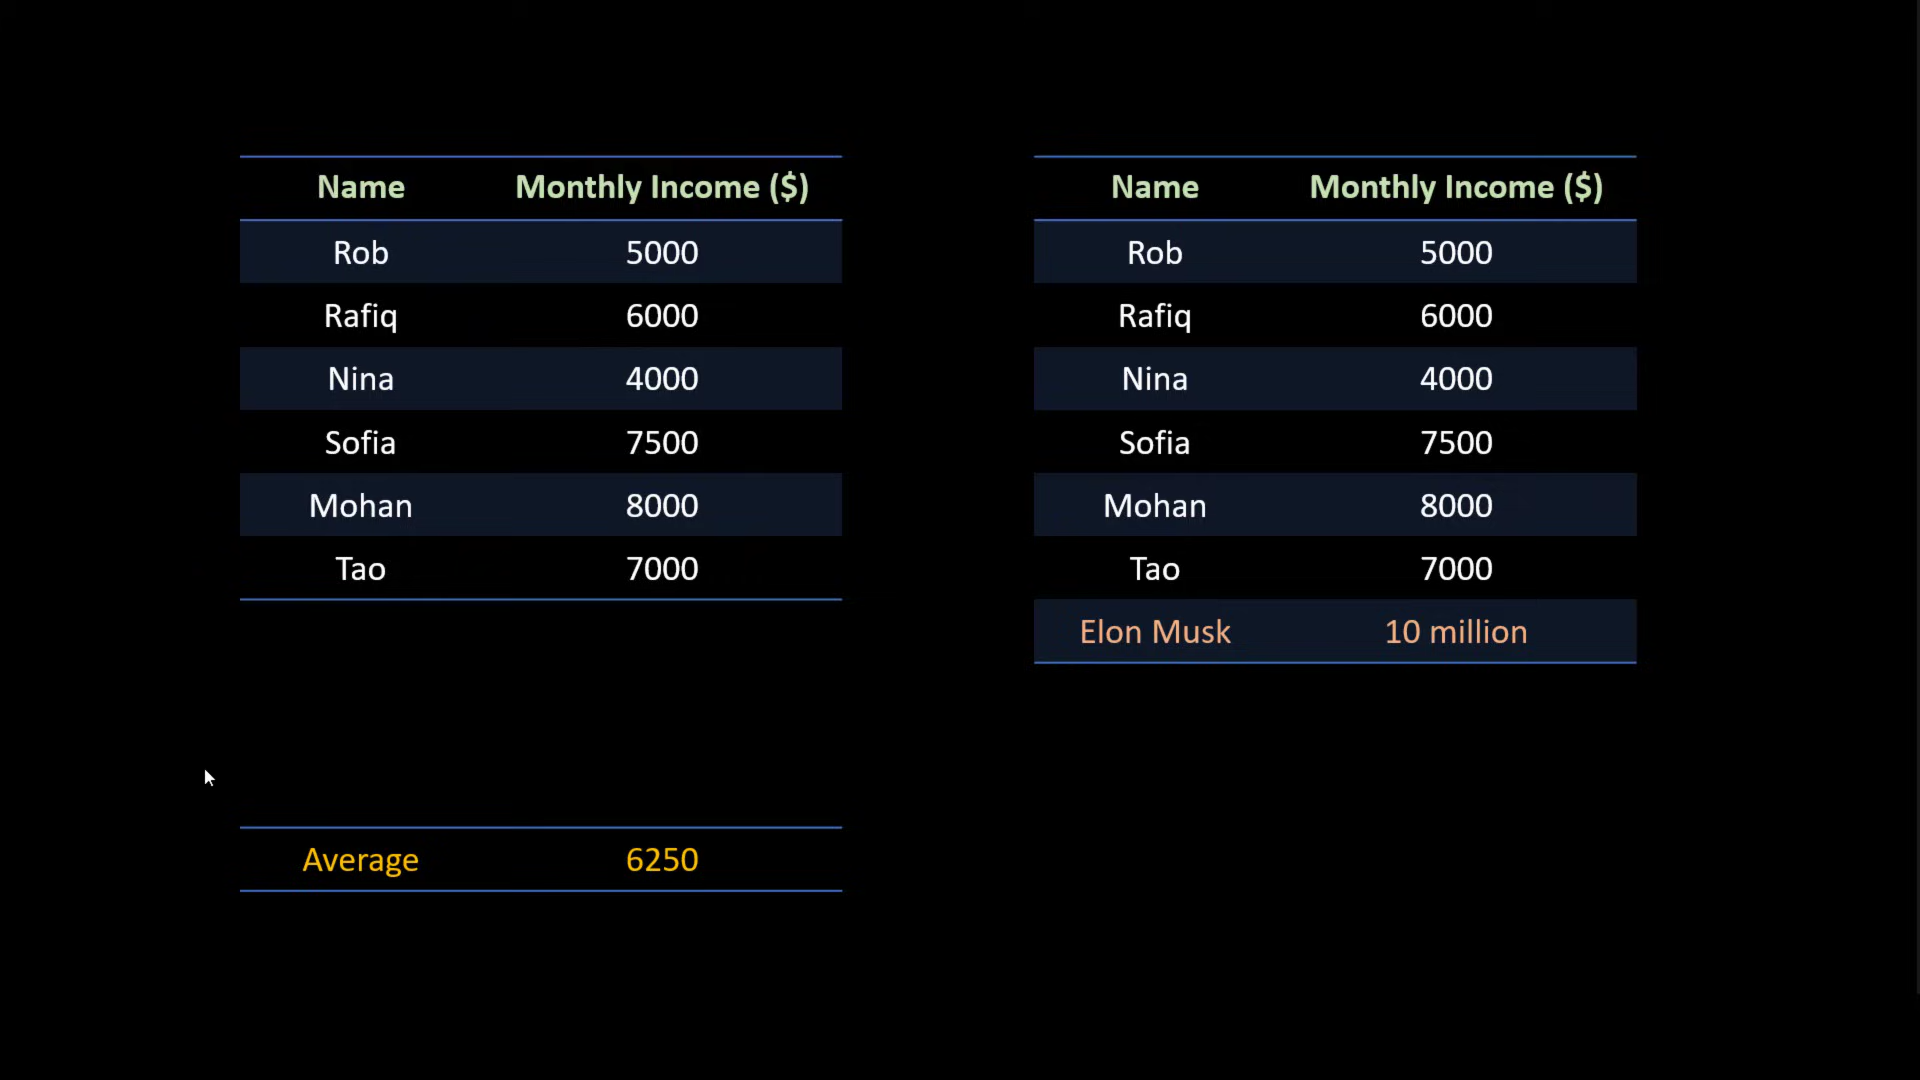 Name Monthly Income ($)
Rob 5000
Rafiq 6000
Nina 4000
Sofia 7500
Mohan 8000
Tao 7000
Average 6250
Name Monthly Income ($)
Rob 5000
Rafiq 6000
Nina 4000
Sofia 7500
Mohan 8000
Tao 7000
Elon Musk 10 million